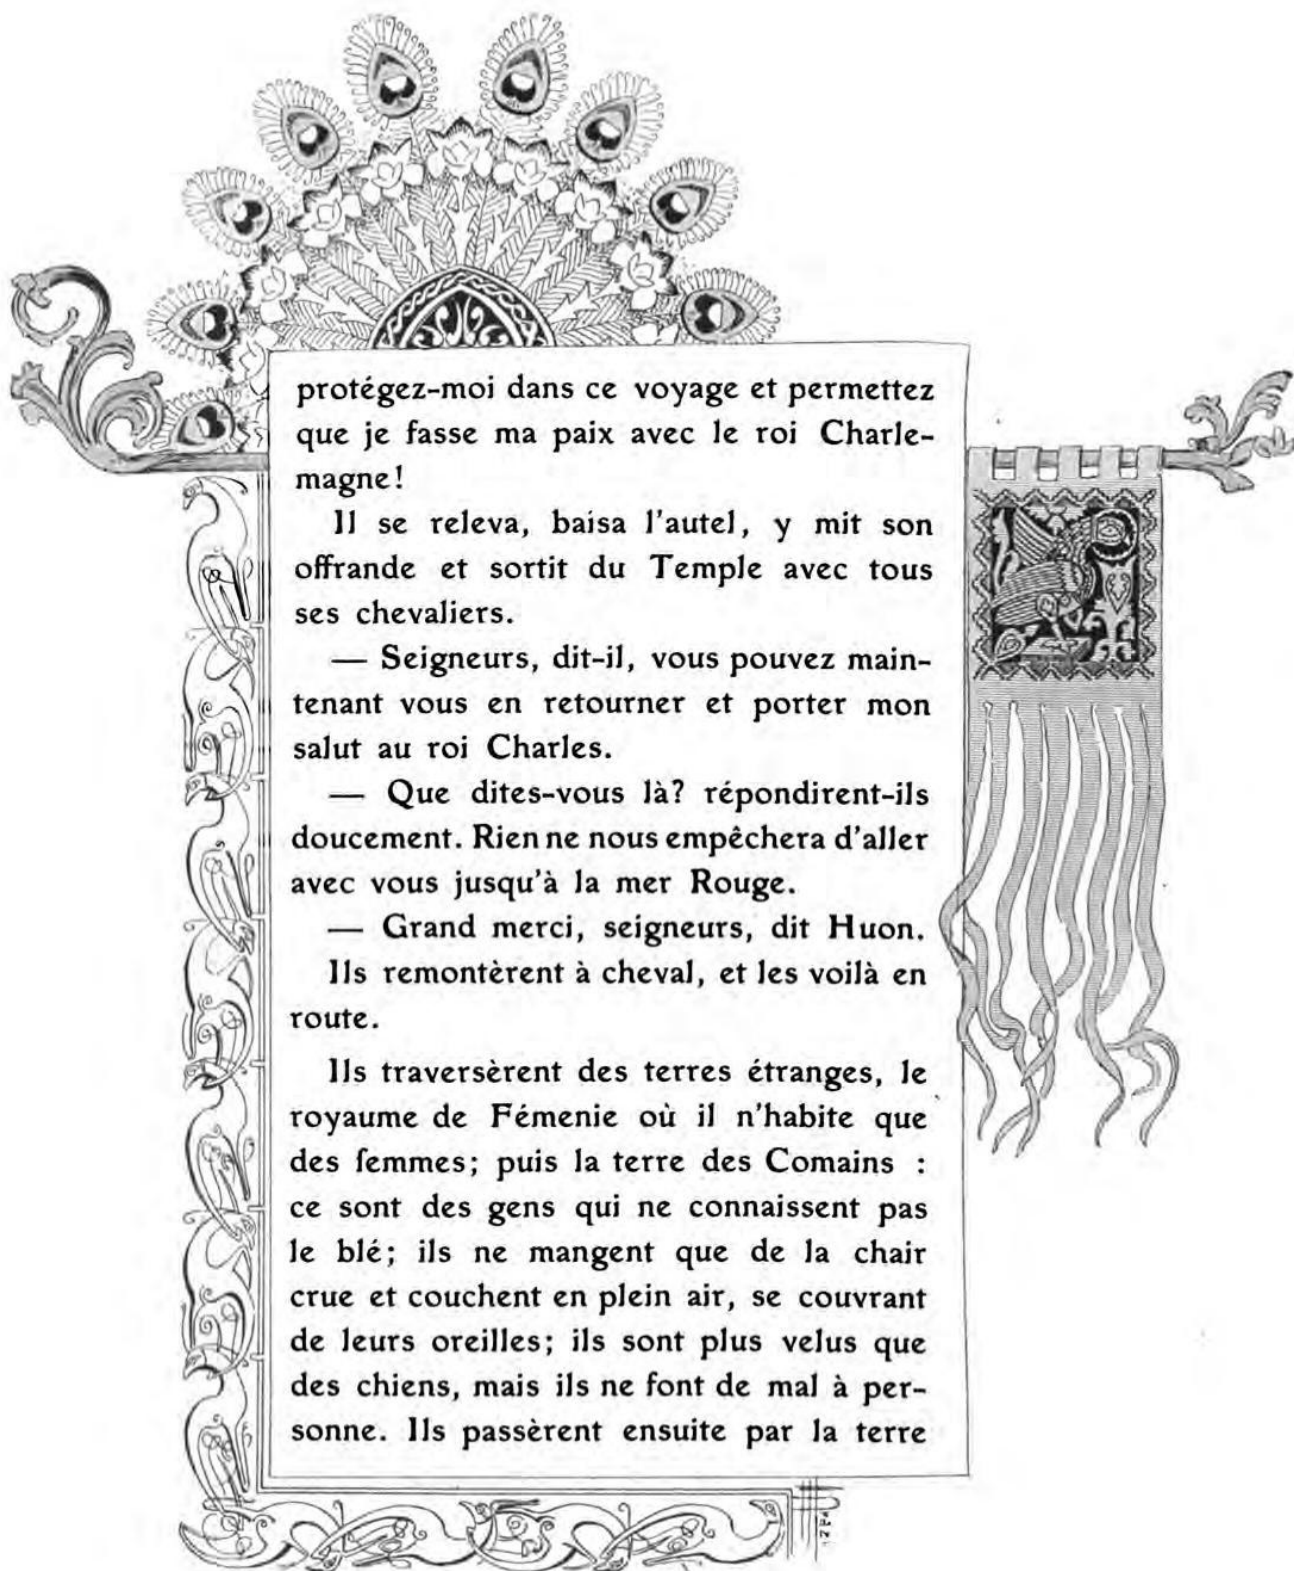 protégez-moi dans ce voyage et permettez
que je fasse ma paix avec le roi Charle-
magne!
Il se releva, baisa l'autel, y mit son
offrande et sortit du Temple avec tous
ses chevaliers.
— Seigneurs, dit-il, vous pouvez main-
tenant vous en retourner et porter mon
salut au roi Charles.
— Que dites-vous là? répondirent-ils
doucement. Rien ne nous empêchera d'aller
avec vous jusqu'à la mer Rouge.
— Grand merci, seigneurs, dit Huon.
Ils remontèrent à cheval, et les voilà en
route.
Ils traversèrent des terres étranges, le
royaume de Fémenie où il n'habite que
des femmes; puis la terre des Comains :
ce sont des gens qui ne connaissent pas
le blé; ils ne mangent que de la chair
crue et couchent en plein air, se couvrant
de leurs oreilles; ils sont plus velus que
des chiens, mais ils ne font de mal à per-
sonne. Ils passèrent ensuite par la terre